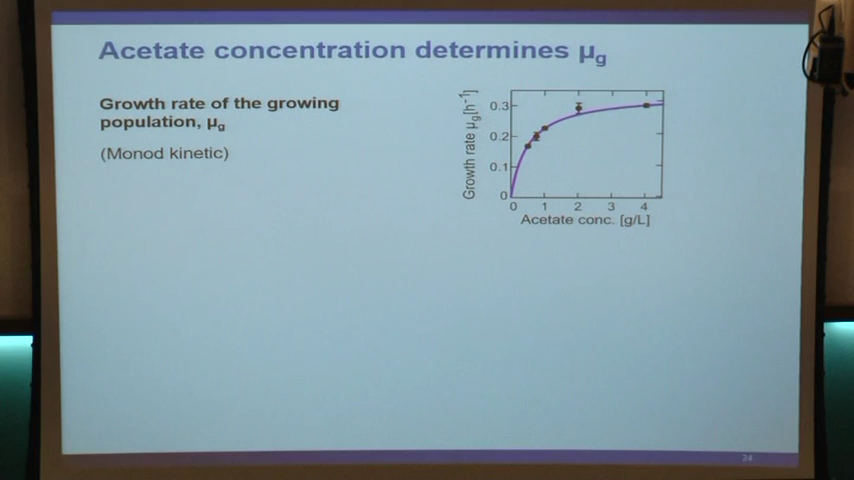 Acetate concentration determines μg
Growth rate of the growing
population, μg
(Monod kinetic)
Growth rate μg[h-1]
0.3
0.2
0.1
0
0 1 2 3 4
Acetate conc. [g/L]
24